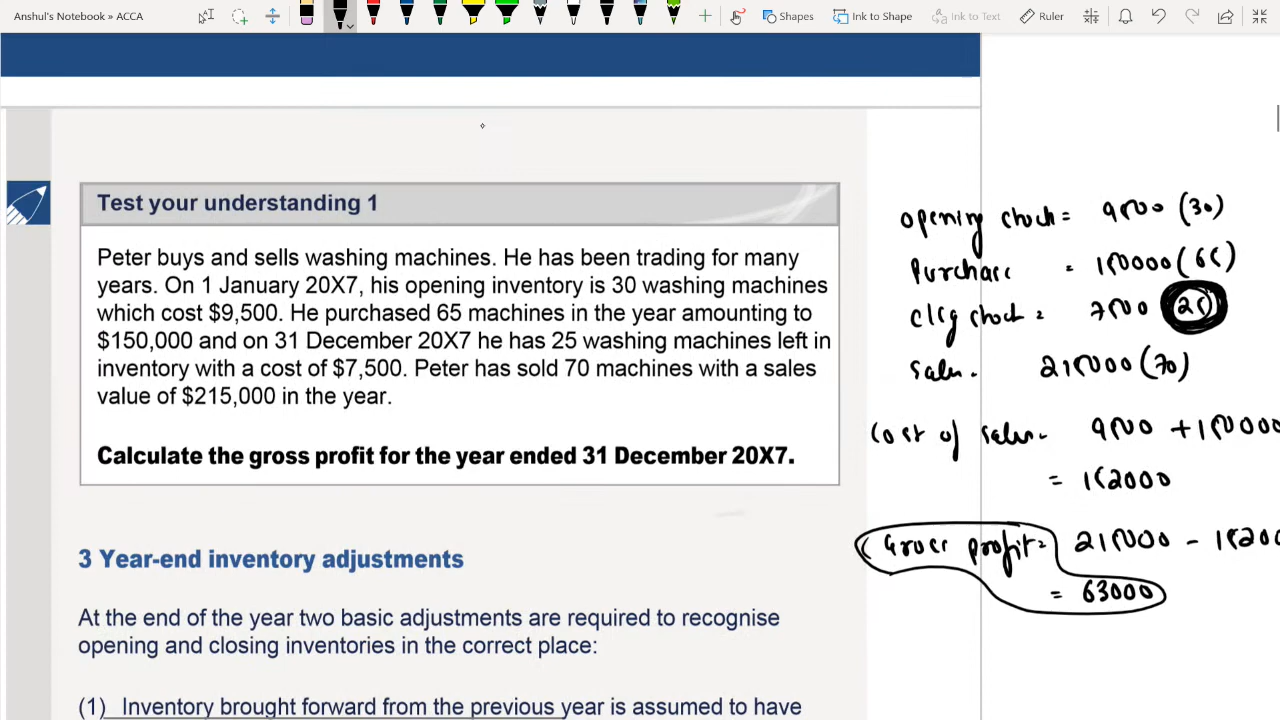 Anshul's Notebook » ACCA
Shapes
Ink to Shape
Ink to Text
Ruler
Test your understanding 1
Peter buys and sells washing machines. He has been trading for many
years. On 1 January 20X7, his opening inventory is 30 washing machines
which cost $9,500. He purchased 65 machines in the year amounting to
$150,000 and on 31 December 20X7 he has 25 washing machines left in
inventory with a cost of $7,500. Peter has sold 70 machines with a sales
value of $215,000 in the year.
Calculate the gross profit for the year ended 31 December 20X7.
opening stock = 9500 (30)
Purchase = 150000 (65)
Clsg stock = 7500 (25)
Sales - 215000 (70)
Cost of sales - 9500 + 150000
= 152000
Gross profit = 215000 - 15200
= 63000
3 Year-end inventory adjustments
At the end of the year two basic adjustments are required to recognise
opening and closing inventories in the correct place:
(1) Inventory brought forward from the previous year is assumed to have